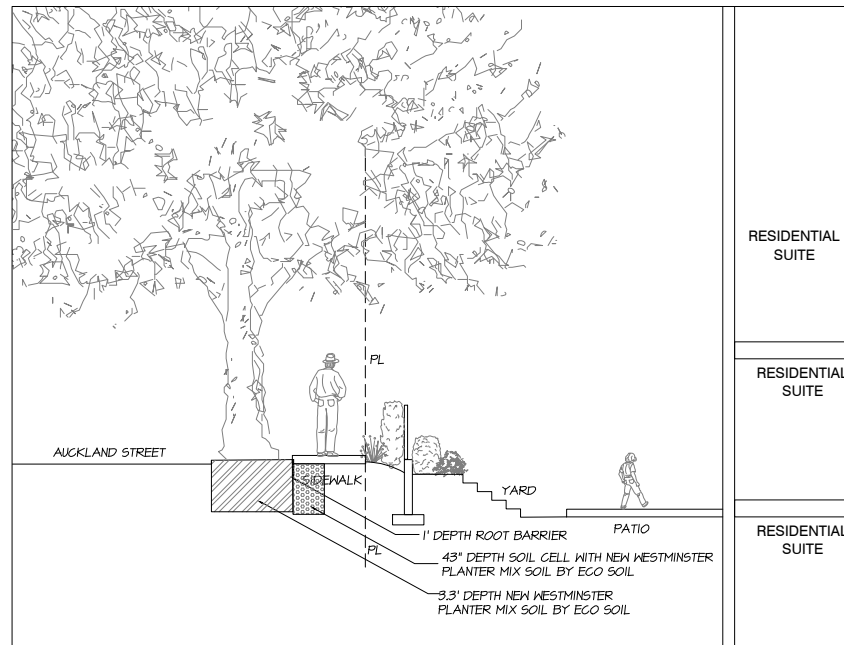 RESIDENTIAL
SUITE
PL
RESIDENTIAL
SUITE
AUCKLAND STREET
SIDEWALK
YARD
PATIO
1' DEPTH ROOT BARRIER
RESIDENTIAL
SUITE
PL
43" DEPTH SOIL CELL WITH NEW WESTMINSTER
PLANTER MIX SOIL BY ECO SOIL
3.3' DEPTH NEW WESTMINSTER
PLANTER MIX SOIL BY ECO SOIL